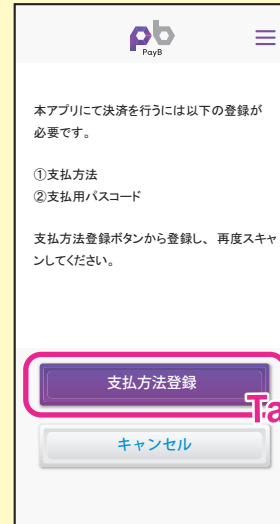 pb
PayB
本アプリにて決済を行うには以下の登録が
必要です。
①支払方法
②支払用パスコード
支払方法登録ボタンから登録し、再度スキャ
ンしてください。
支払方法登録
Ta
キャンセル